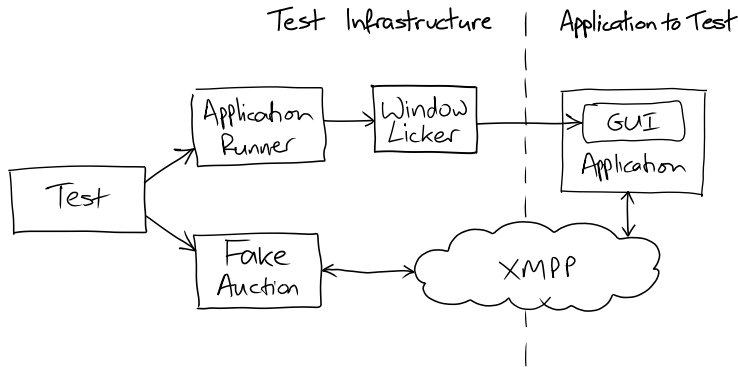 Test Infrastructure
Application to Test
Application
Runner
Window
Licker
GUI
Application
Test
Fake
Auction
XMPP